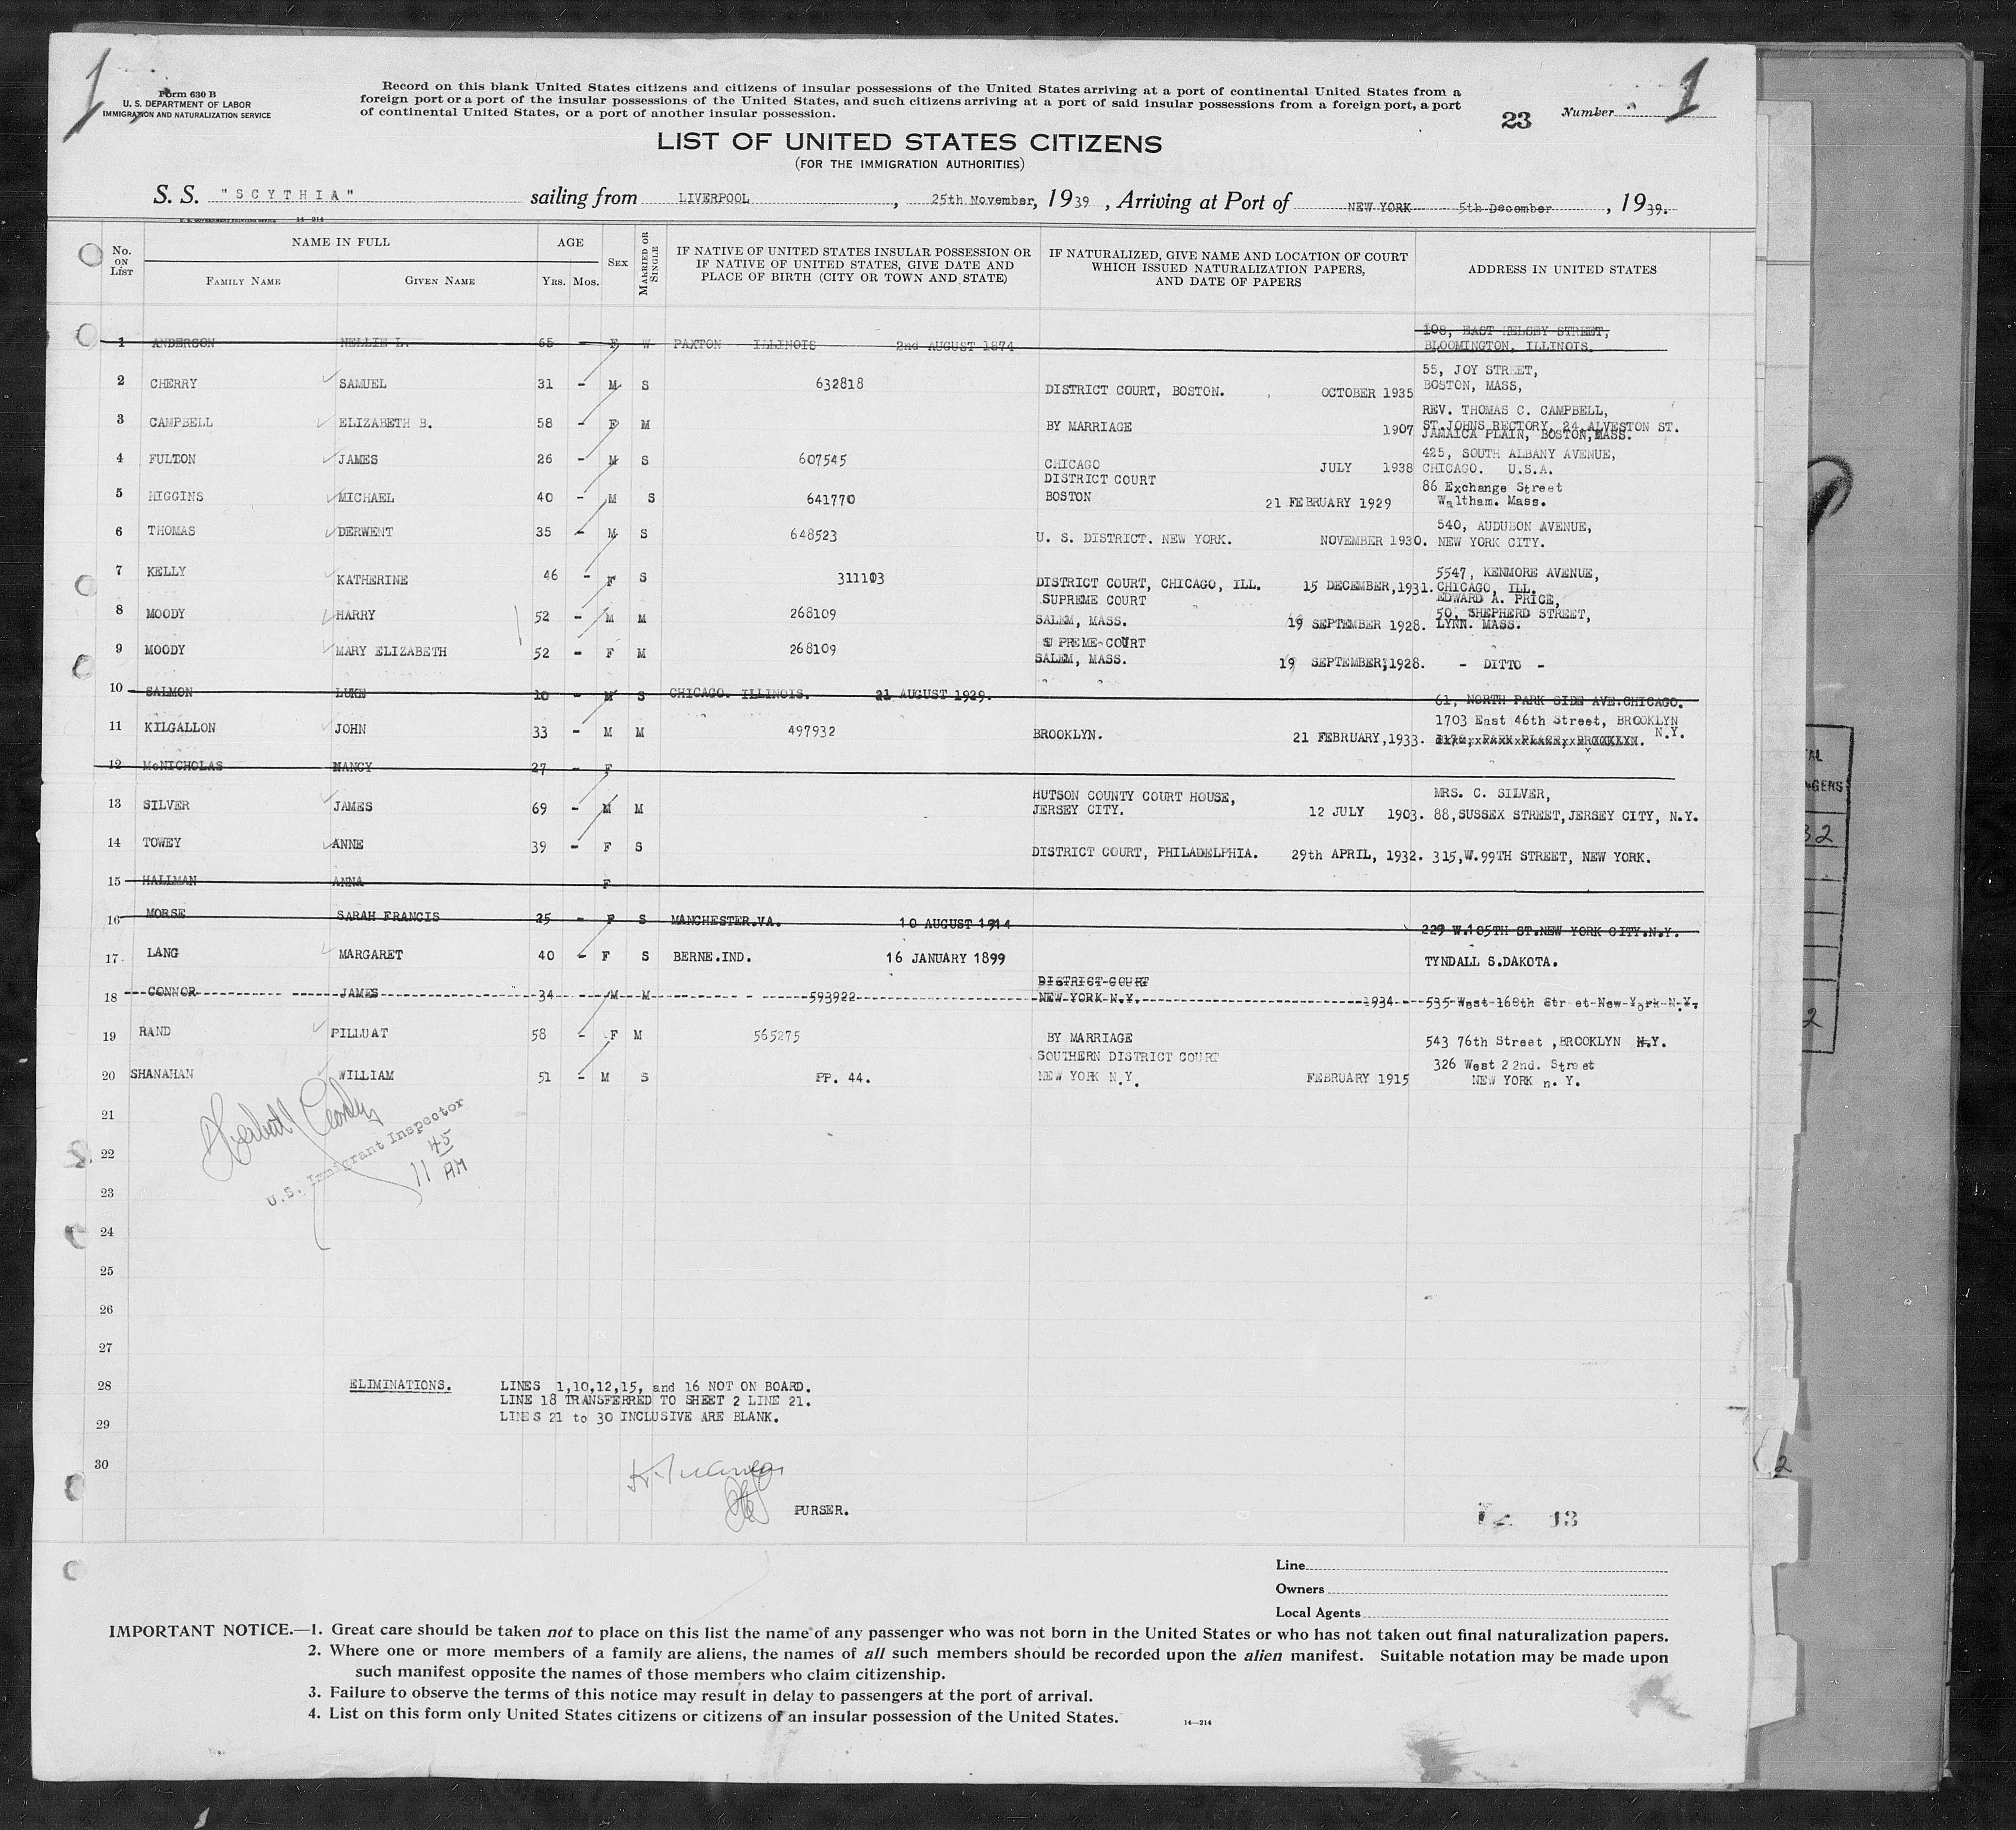 1
1
Form 630 B
U. S. DEPARTMENT OF LABOR
IMMIGRATION AND NATURALIZATION SERVICE
Record on this blank United States citizens and citizens of insular possessions of the United States arriving at a port of continental United States from a
foreign port or a port of the insular possessions of the United States, and such citizens arriving at a port of said insular possessions from a foreign port, a port
of continental United States, or a port of another insular possession.
23 Number
LIST OF UNITED STATES CITIZENS
(FOR THE IMMIGRATION AUTHORITIES)
S. S. "SCYTHIA" sailing from LIVERPOOL, 25th November, 1939, Arriving at Port of NEW YORK 5th December, 1939.
U. S. GOVERNMENT PRINTING OFFICE 14—214
No. ON LIST
NAME IN FULL
FAMILY NAME GIVEN NAME
AGE
YRS. MOS.
SEX
MARRIED OR SINGLE
IF NATIVE OF UNITED STATES INSULAR POSSESSION OR
IF NATIVE OF UNITED STATES, GIVE DATE AND
PLACE OF BIRTH (CITY OR TOWN AND STATE)
IF NATURALIZED, GIVE NAME AND LOCATION OF COURT
WHICH ISSUED NATURALIZATION PAPERS,
AND DATE OF PAPERS
ADDRESS IN UNITED STATES
108, EAST KELSEY STREET,
1 ANDERSON NELLIE L. 65 - F W PAXTON ILLINOIS 2nd AUGUST 1874 BLOOMINGTON, ILLINOIS.
55, JOY STREET,
2 CHERRY SAMUEL 31 - M S 632818 DISTRICT COURT, BOSTON. OCTOBER 1935 BOSTON, MASS,
REV. THOMAS C. CAMPBELL,
3 CAMPBELL ELIZABETH B. 58 - F M BY MARRIAGE 1907 ST.JOHNS RECTORY, 24 ALVESTON ST.
JAMAICA PLAIN, BOSTON, MASS.
425, SOUTH ALBANY AVENUE,
4 FULTON JAMES 26 - M S 607545 CHICAGO JULY 1938 CHICAGO. U.S.A.
DISTRICT COURT 86 Exchange Street
5 HIGGINS MICHAEL 40 - M S 641770 BOSTON 21 FEBRUARY 1929 Waltham. Mass.
540, AUDUBON AVENUE,
6 THOMAS DERWENT 35 - M S 648523 U. S. DISTRICT. NEW YORK. NOVEMBER 1930. NEW YORK CITY.
5547, KENMORE AVENUE,
7 KELLY KATHERINE 46 - F S 311103 DISTRICT COURT, CHICAGO, ILL. 15 DECEMBER,1931. CHICAGO, ILL.
SUPREME COURT EDWARD A. PRICE,
50, SHEPHERD STREET,
8 MOODY HARRY 52 - M M 268109 SALEM, MASS. 19 SEPTEMBER 1928. LYNN. MASS.
SUPREME COURT
9 MOODY MARY ELIZABETH 52 - F M 268109 SALEM, MASS. 19 SEPTEMBER,1928. - DITTO -
10 SALMON LUKE 10 - M S CHICAGO. ILLINOIS. 21 AUGUST 1929. 61, NORTH PARK SIDE AVE.CHICAGO.
1703 East 46th Street, BROOKLYN N.Y.
11 KILGALLON JOHN 33 - M M 497932 BROOKLYN. 21 FEBRUARY,1933. PARK PLACE, BROOKLYN.
12 McNICHOLAS NANCY 27 - F
HUTSON COUNTY COURT HOUSE, MRS. C. SILVER,
13 SILVER JAMES 69 - M M JERSEY CITY. 12 JULY 1903. 88,SUSSEX STREET,JERSEY CITY, N.Y.
14 TOWEY ANNE 39 - F S DISTRICT COURT, PHILADELPHIA. 29th APRIL, 1932. 315,W.99TH STREET, NEW YORK.
15 HALLMAN ANNA F
16 MORSE SARAH FRANCIS 25 - F S MANCHESTER.VA. 10 AUGUST 1914 229 W.105TH ST.NEW YORK CITY.N.Y.
17 LANG MARGARET 40 - F S BERNE.IND. 16 JANUARY 1899 TYNDALL S.DAKOTA.
DISTRICT COURT
18 CONNOR JAMES 34 - M M 593922 NEW YORK N.Y. 1934 535 West 160th Str et New York N.Y.
19 RAND PILLUAT 58 - F M 565275 BY MARRIAGE 543 76th Street ,BROOKLYN N.Y.
SOUTHERN DISTRICT COURT 326 West 22nd. Street
20 SHANAHAN WILLIAM 51 - M S PP. 44. NEW YORK N.Y. FEBRUARY 1915 NEW YORK n. Y.
21
22
U.S. Immigrant Inspector
11 45 AM
23
24
25
26
27
28 ELIMINATIONS. LINES 1,10,12,15, and 16 NOT ON BOARD.
LINE 18 TRANSFERRED TO SHEET 2 LINE 21.
29 LINES 21 to 30 INCLUSIVE ARE BLANK.
30
PURSER.
13
Line
Owners
Local Agents
IMPORTANT NOTICE.—1. Great care should be taken not to place on this list the name of any passenger who was not born in the United States or who has not taken out final naturalization papers.
2. Where one or more members of a family are aliens, the names of all such members should be recorded upon the alien manifest. Suitable notation may be made upon
such manifest opposite the names of those members who claim citizenship.
3. Failure to observe the terms of this notice may result in delay to passengers at the port of arrival.
4. List on this form only United States citizens or citizens of an insular possession of the United States.
14—214